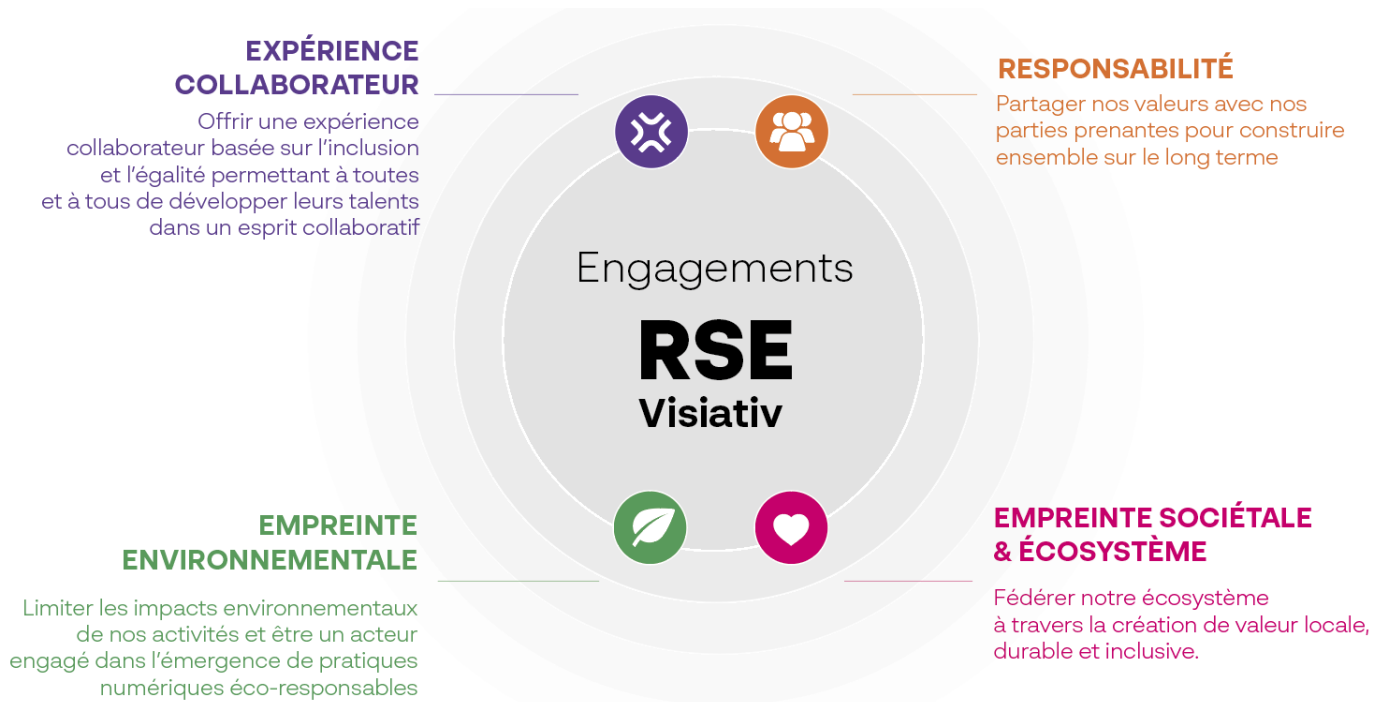 EXPÉRIENCE
COLLABORATEUR
Offrir une expérience
collaborateur basée sur l'inclusion
et l'égalité permettant à toutes
et à tous de développer leurs talents
dans un esprit collaboratif
RESPONSABILITÉ
Partager nos valeurs avec nos
parties prenantes pour construire
ensemble sur le long terme
Engagements
RSE
Visiativ
EMPREINTE
ENVIRONNEMENTALE
Limiter les impacts environnementaux
de nos activités et être un acteur
engagé dans l'émergence de pratiques
numériques éco-responsables
EMPREINTE SOCIÉTALE
& ÉCOSYSTÈME
Fédérer notre écosystème
à travers la création de valeur locale,
durable et inclusive.